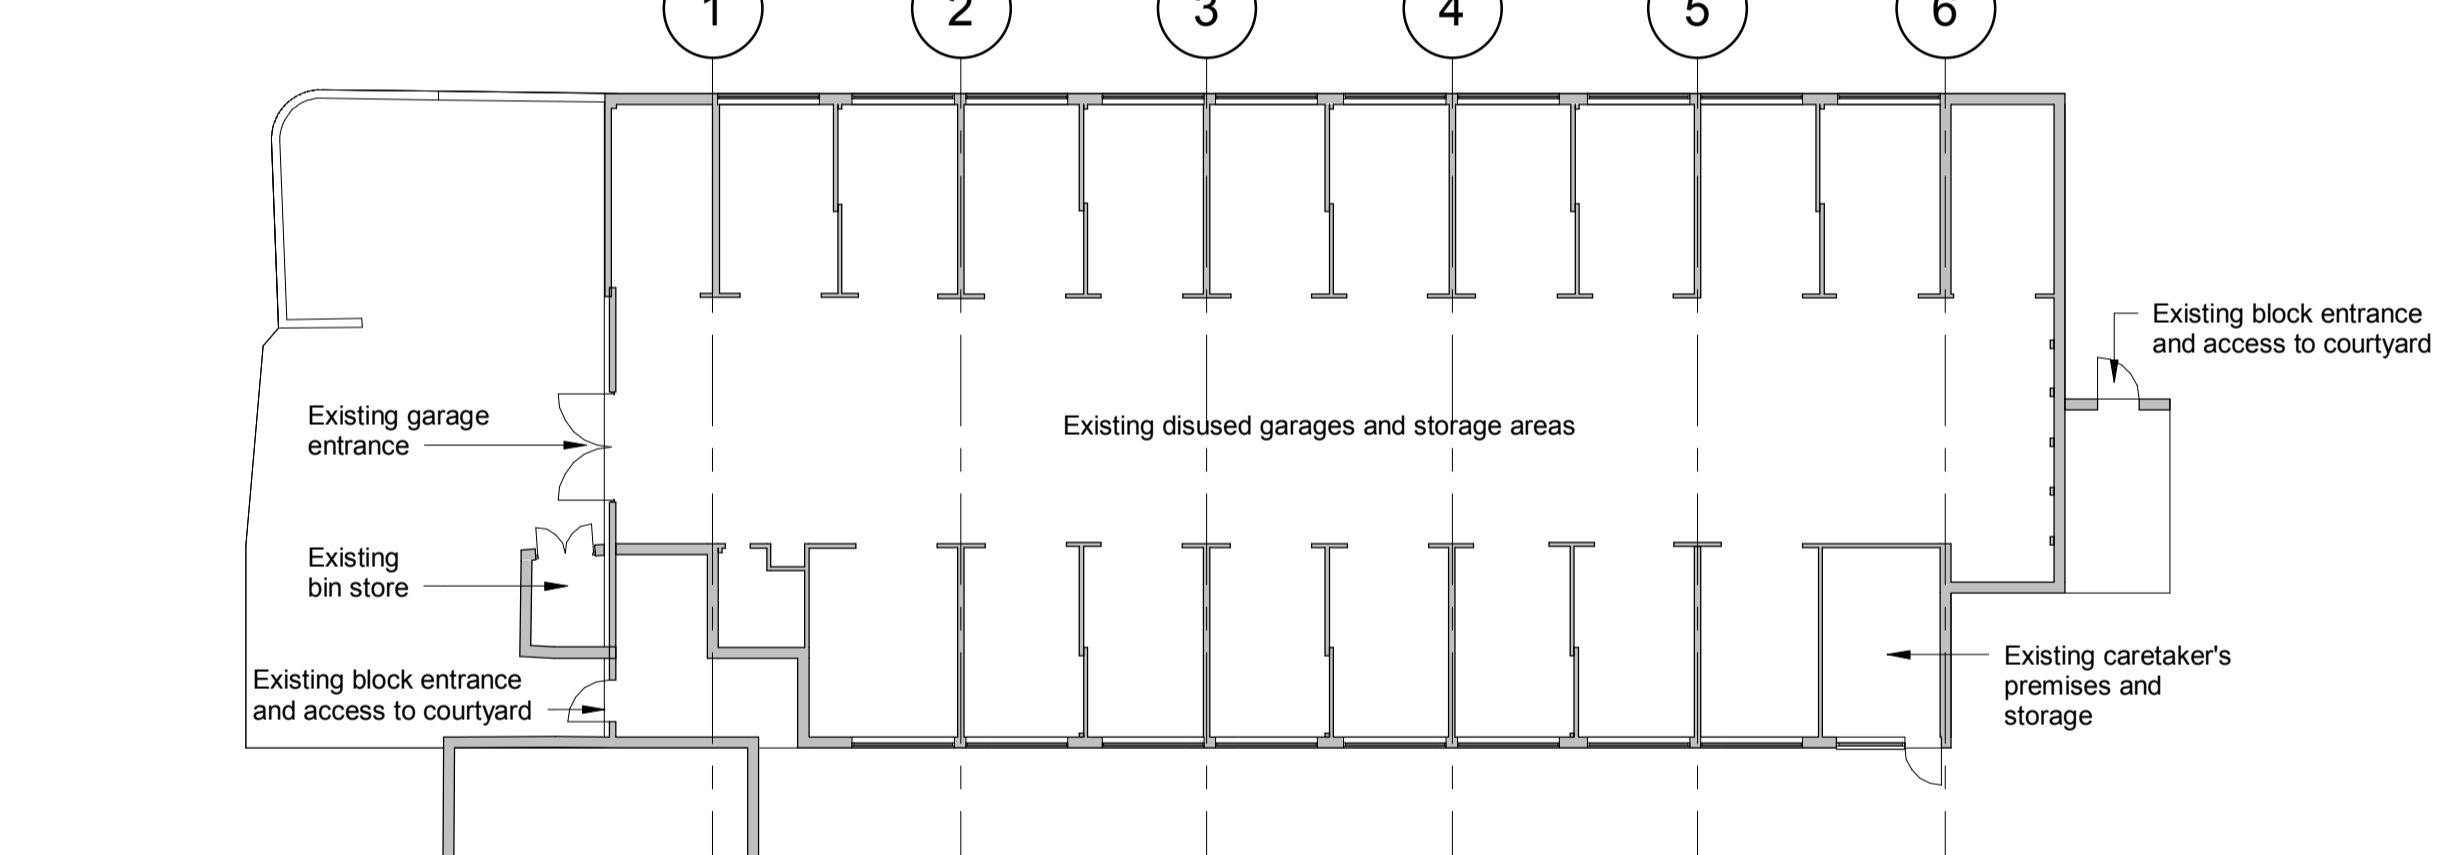 1 2 3 4 5 6
Existing block entrance
and access to courtyard
Existing garage
entrance
Existing disused garages and storage areas
Existing
bin store
Existing block entrance
and access to courtyard
Existing caretaker's
premises and
storage